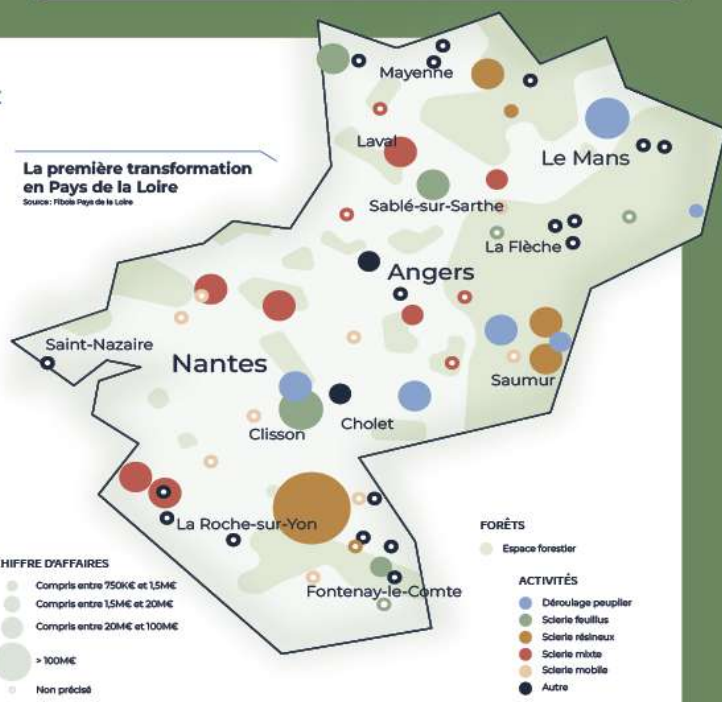 La première transformation
en Pays de la Loire
Source : Fibois Pays de la Loire
Mayenne
Laval
Le Mans
Sablé-sur-Sarthe
La Flèche
Angers
Saint-Nazaire
Nantes
Saumur
Clisson
Cholet
La Roche-sur-Yon
Fontenay-le-Comte
HIFFRE D'AFFAIRES
Compris entre 750K€ et 1,5M€
Compris entre 1,5M€ et 20M€
Compris entre 20M€ et 100M€
> 100M€
Non précisé
FORÊTS
Espace forestier
ACTIVITÉS
Déroulage peuplier
Scierie feuillus
Scierie résineux
Scierie mixte
Scierie mobile
Autre